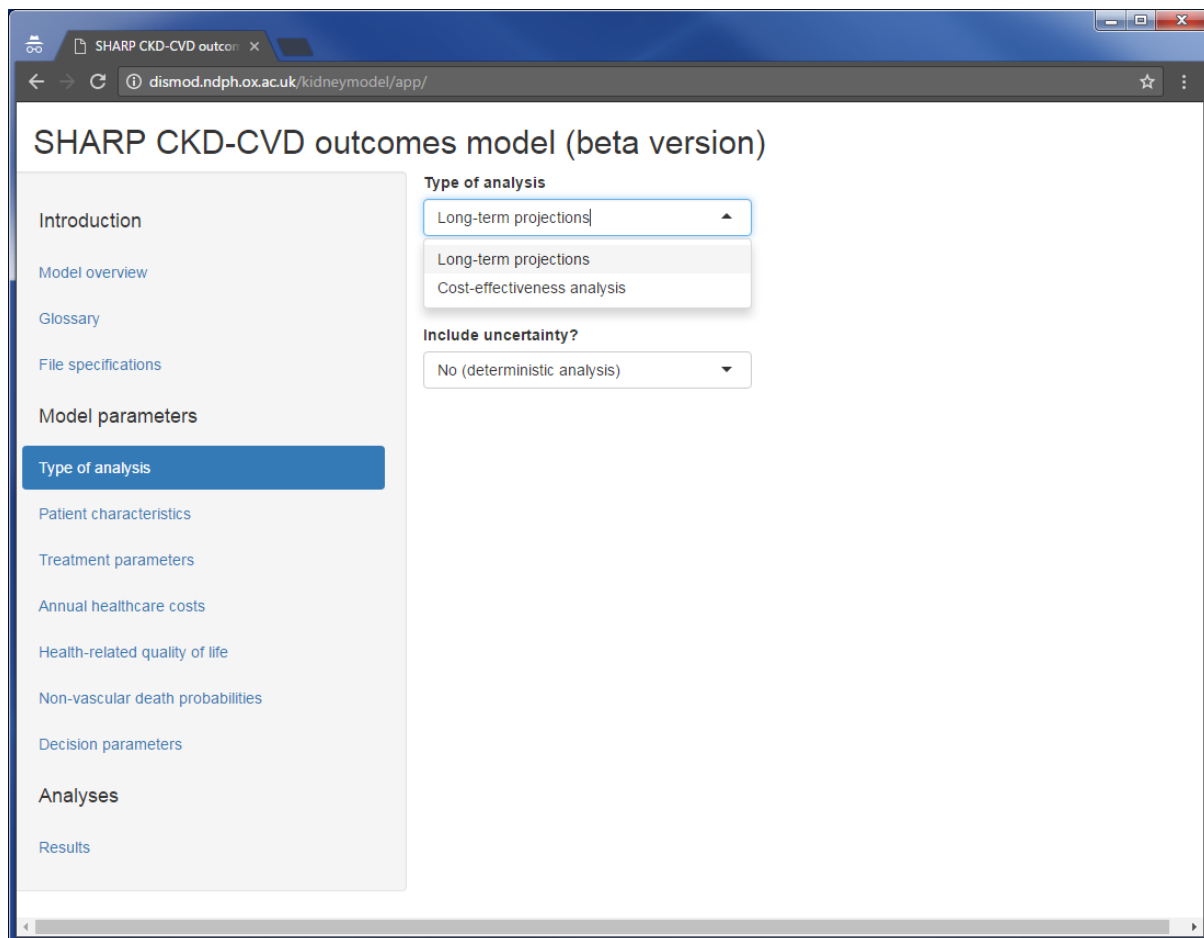 SHARP CKD-CVD outcom
dismod.ndph.ox.ac.uk/kidneymodel/app/
SHARP CKD-CVD outcomes model (beta version)
Introduction
Model overview
Glossary
File specifications
Model parameters
Type of analysis
Patient characteristics
Treatment parameters
Annual healthcare costs
Health-related quality of life
Non-vascular death probabilities
Decision parameters
Analyses
Results
Type of analysis
Long-term projections
Long-term projections
Cost-effectiveness analysis
Include uncertainty?
No (deterministic analysis)